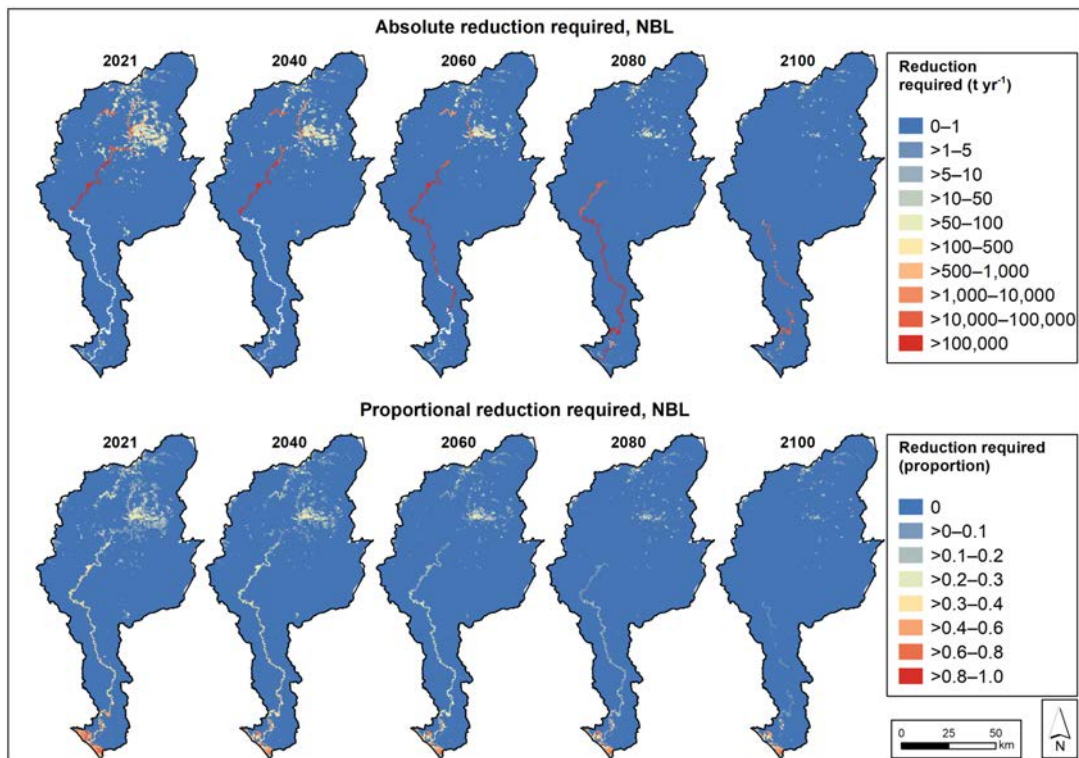 Absolute reduction required, NBL
2021 2040 2060 2080 2100
Reduction
required (t yr⁻¹)
0–1
>1–5
>5–10
>10–50
>50–100
>100–500
>500–1,000
>1,000–10,000
>10,000–100,000
>100,000
Proportional reduction required, NBL
2021 2040 2060 2080 2100
Reduction required
(proportion)
0
>0–0.1
>0.1–0.2
>0.2–0.3
>0.3–0.4
>0.4–0.6
>0.6–0.8
>0.8–1.0
0 25 50
km
N